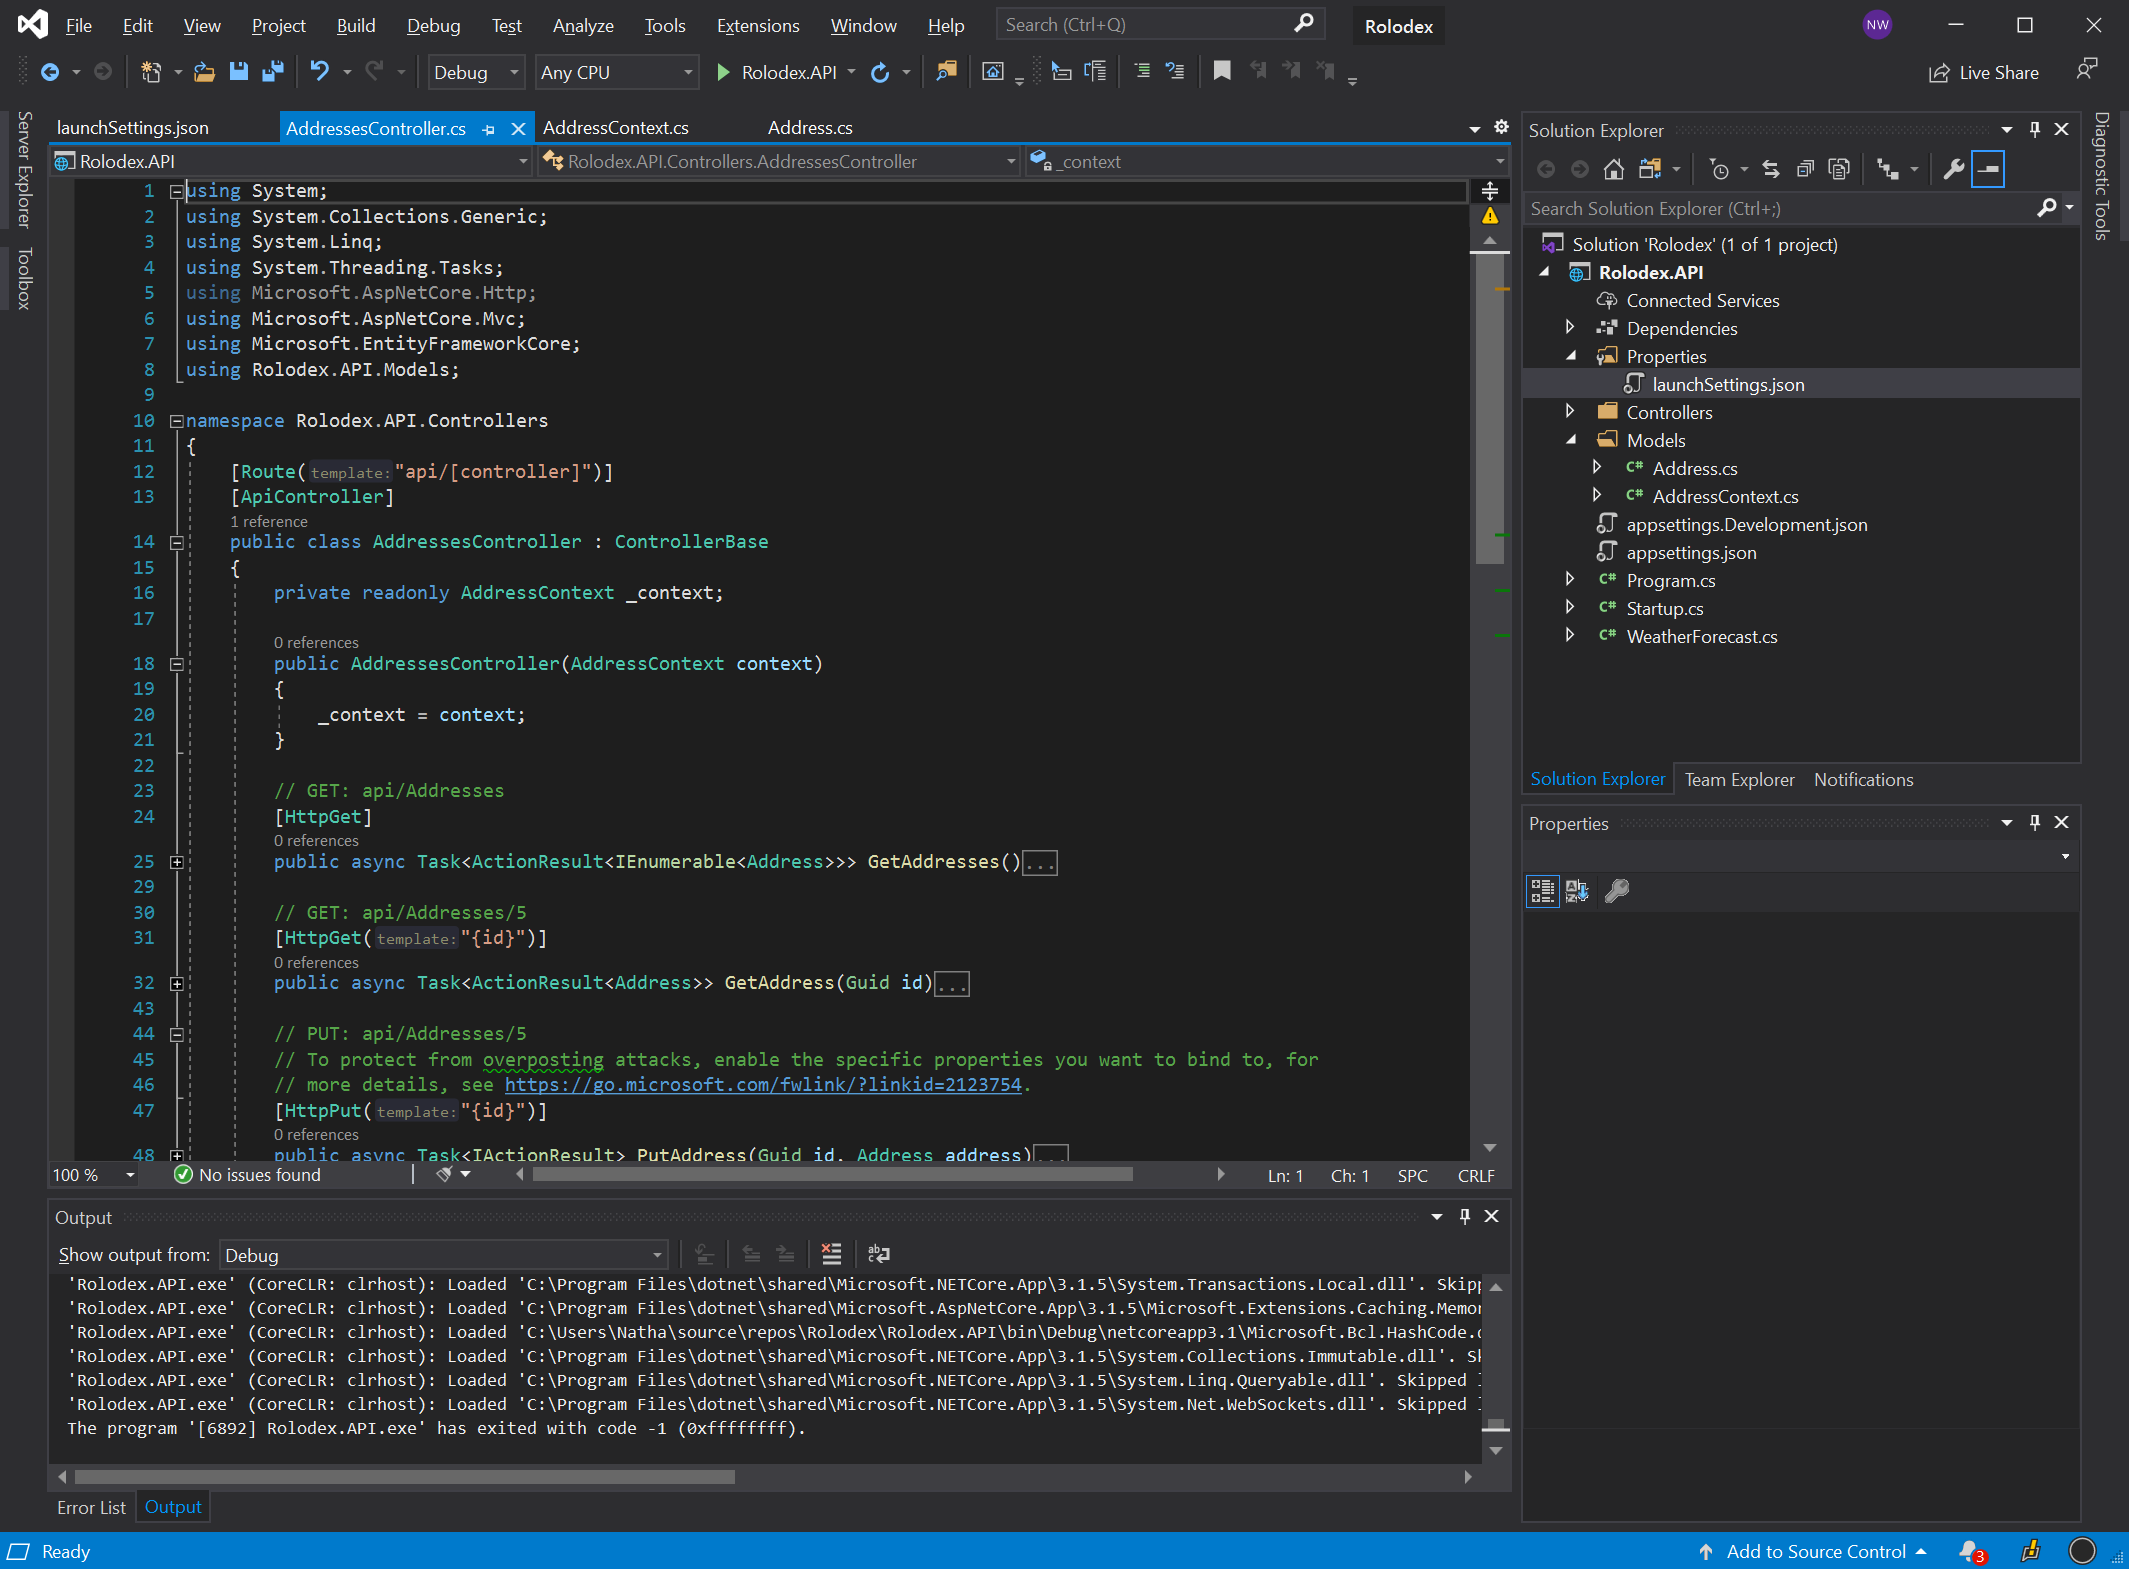 File Edit View Project Build Debug Test Analyze Tools Extensions Window Help Search (Ctrl+Q) Rolodex NW
Debug Any CPU Rolodex.API Live Share
Server Explorer
Toolbox
launchSettings.json AddressesController.cs AddressContext.cs Address.cs
Rolodex.API Rolodex.API.Controllers.AddressesController _context
1 using System;
2 using System.Collections.Generic;
3 using System.Linq;
4 using System.Threading.Tasks;
5 using Microsoft.AspNetCore.Http;
6 using Microsoft.AspNetCore.Mvc;
7 using Microsoft.EntityFrameworkCore;
8 using Rolodex.API.Models;
9
10 namespace Rolodex.API.Controllers
11 {
12 [Route(template:"api/[controller]")]
13 [ApiController]
1 reference
14 public class AddressesController : ControllerBase
15 {
16 private readonly AddressContext _context;
17
0 references
18 public AddressesController(AddressContext context)
19 {
20 _context = context;
21 }
22
23 // GET: api/Addresses
24 [HttpGet]
0 references
25 public async Task<ActionResult<IEnumerable<Address>>> GetAddresses()...
29
30 // GET: api/Addresses/5
31 [HttpGet(template:"{id}")]
0 references
32 public async Task<ActionResult<Address>> GetAddress(Guid id)...
43
44 // PUT: api/Addresses/5
45 // To protect from overposting attacks, enable the specific properties you want to bind to, for
46 // more details, see https://go.microsoft.com/fwlink/?linkid=2123754.
47 [HttpPut(template:"{id}")]
0 references
48 public async Task<IActionResult> PutAddress(Guid id, Address address)...
100 % No issues found Ln: 1 Ch: 1 SPC CRLF
Output
Show output from: Debug
'Rolodex.API.exe' (CoreCLR: clrhost): Loaded 'C:\Program Files\dotnet\shared\Microsoft.NETCore.App\3.1.5\System.Transactions.Local.dll'. Skipp
'Rolodex.API.exe' (CoreCLR: clrhost): Loaded 'C:\Program Files\dotnet\shared\Microsoft.AspNetCore.App\3.1.5\Microsoft.Extensions.Caching.Memor
'Rolodex.API.exe' (CoreCLR: clrhost): Loaded 'C:\Users\Natha\source\repos\Rolodex\Rolodex.API\bin\Debug\netcoreapp3.1\Microsoft.Bcl.HashCode.d
'Rolodex.API.exe' (CoreCLR: clrhost): Loaded 'C:\Program Files\dotnet\shared\Microsoft.NETCore.App\3.1.5\System.Collections.Immutable.dll'. Sk
'Rolodex.API.exe' (CoreCLR: clrhost): Loaded 'C:\Program Files\dotnet\shared\Microsoft.NETCore.App\3.1.5\System.Linq.Queryable.dll'. Skipped
'Rolodex.API.exe' (CoreCLR: clrhost): Loaded 'C:\Program Files\dotnet\shared\Microsoft.NETCore.App\3.1.5\System.Net.WebSockets.dll'. Skipped
The program '[6892] Rolodex.API.exe' has exited with code -1 (0xffffffff).
Error List Output
Solution Explorer
Search Solution Explorer (Ctrl+;)
Solution 'Rolodex' (1 of 1 project)
Rolodex.API
Connected Services
Dependencies
Properties
launchSettings.json
Controllers
Models
C# Address.cs
C# AddressContext.cs
appsettings.Development.json
appsettings.json
C# Program.cs
C# Startup.cs
C# WeatherForecast.cs
Solution Explorer Team Explorer Notifications
Properties
Diagnostic Tools
Ready Add to Source Control 3